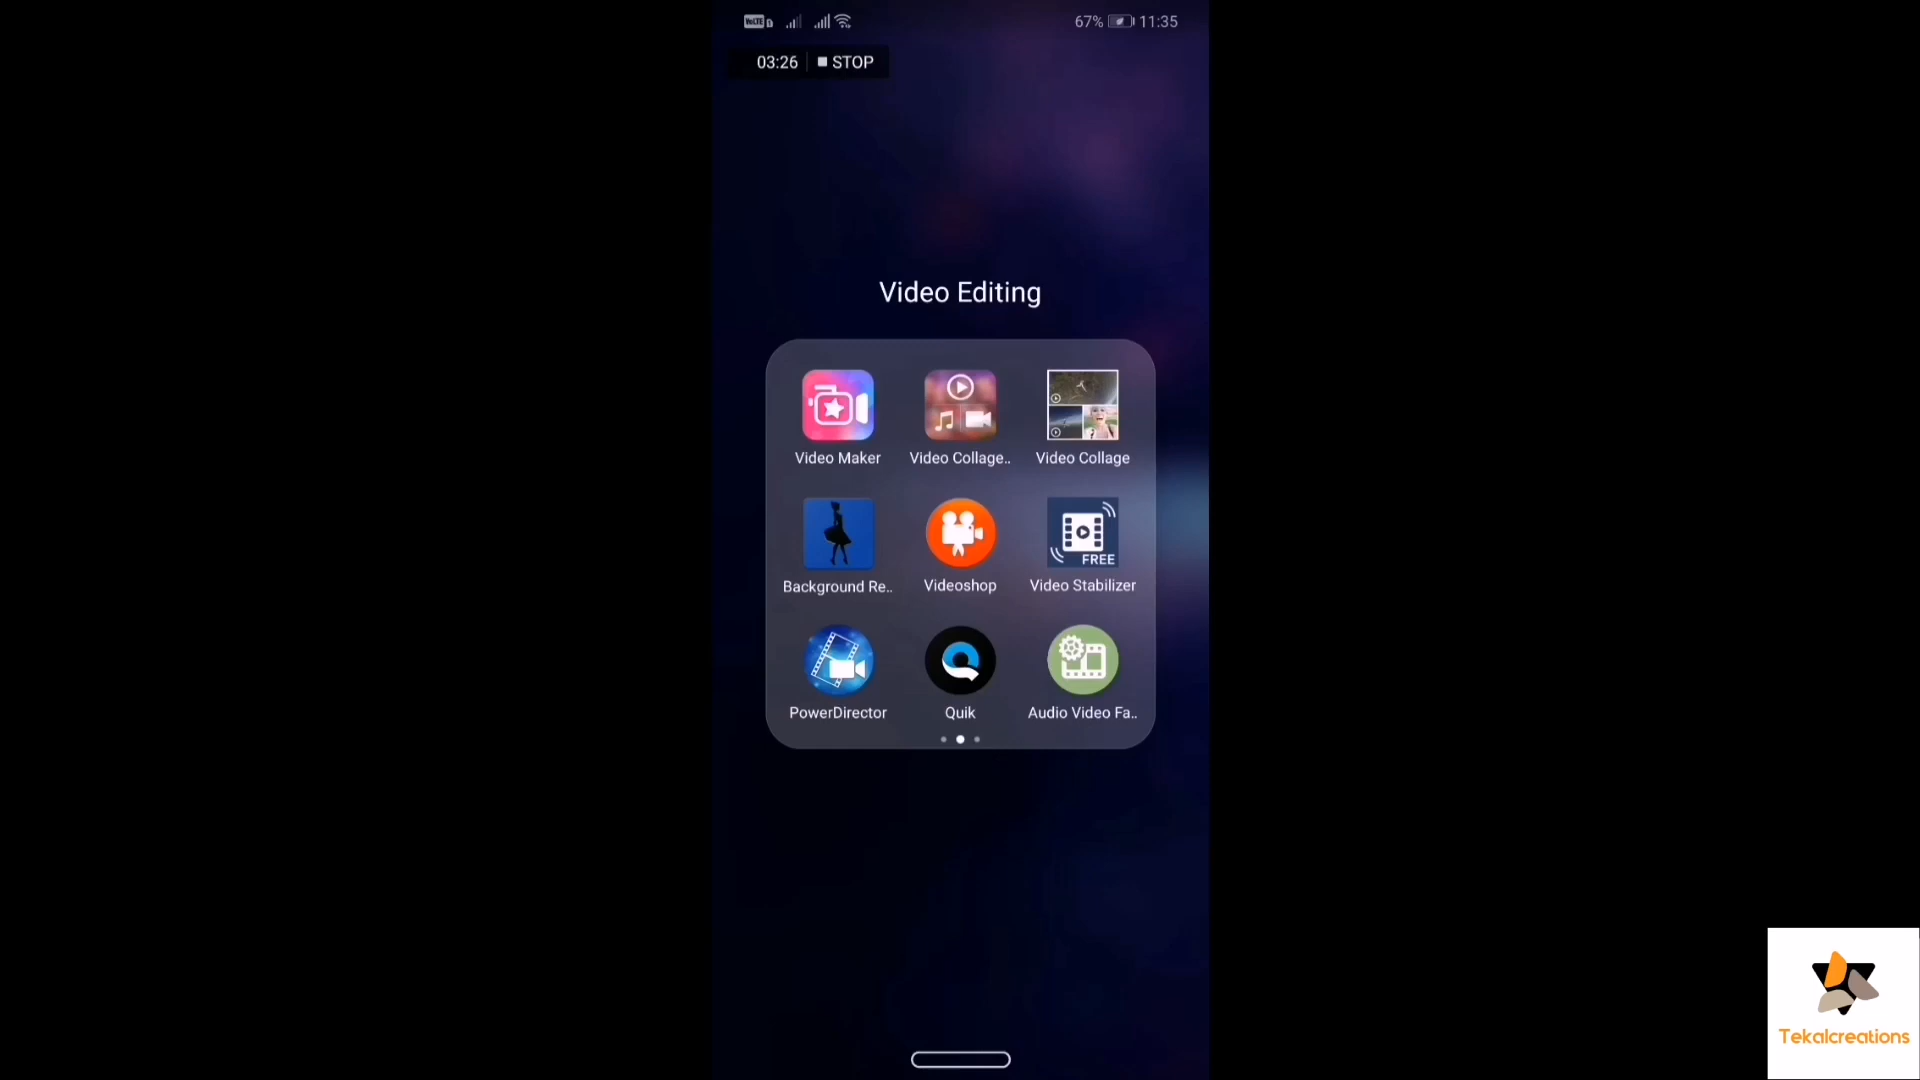 VoLTE
67% 11:35
03:26 STOP
Video Editing
Video Maker Video Collage.. Video Collage
FREE
Background Re.. Videoshop Video Stabilizer
PowerDirector Quik Audio Video Fa..
Tekalcreations